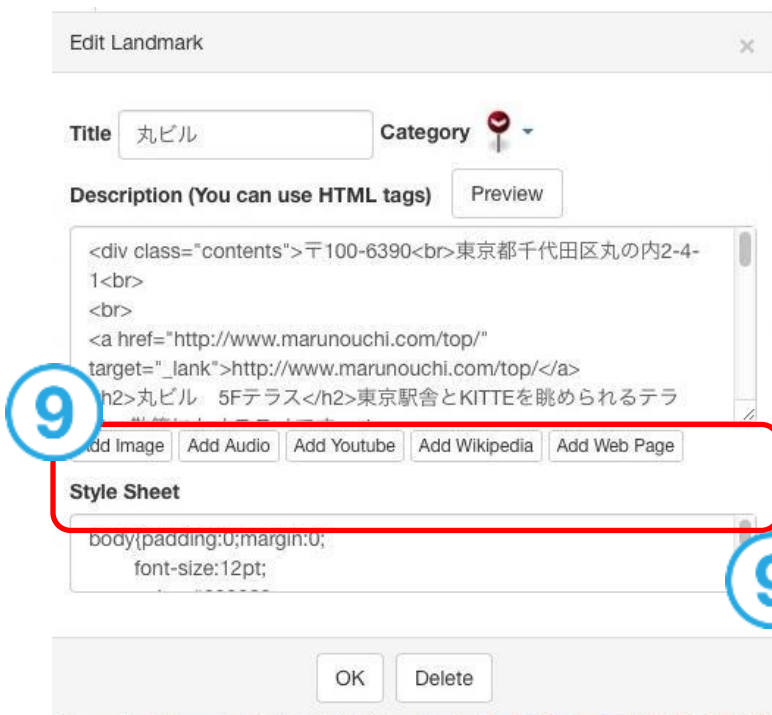 Edit Landmark ×
Title 丸ビル Category
Description (You can use HTML tags) Preview
<div class="contents">〒100-6390<br>東京都千代田区丸の内2-4-
1<br>
<br>
<a href="http://www.marunouchi.com/top/"
target="_lank">http://www.marunouchi.com/top/</a>
h2>丸ビル　5Fテラス</h2>東京駅舎とKITTEを眺められるテラ
9
Add Image Add Audio Add Youtube Add Wikipedia Add Web Page
Style Sheet
body{padding:0;margin:0;
font-size:12pt;
9
OK Delete